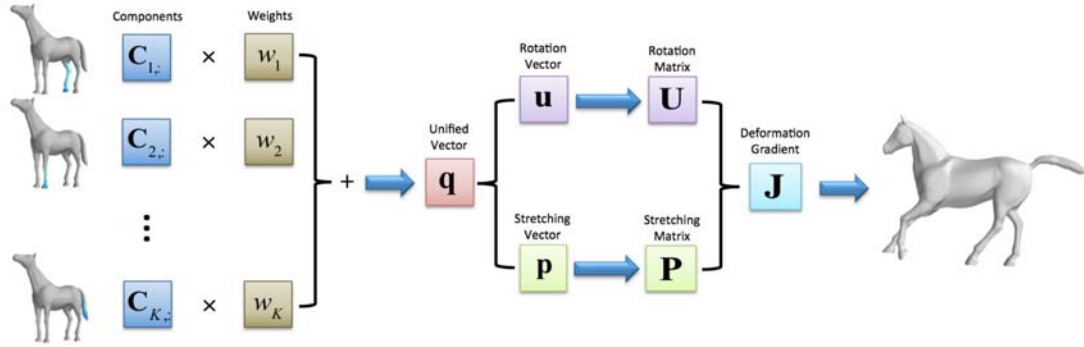 Components
Weights
C1,:
×
w1
C2,:
×
w2
⋮
CK,:
×
wK
+
Unified
Vector
q
Rotation
Vector
u
Rotation
Matrix
U
Stretching
Vector
p
Stretching
Matrix
P
Deformation
Gradient
J